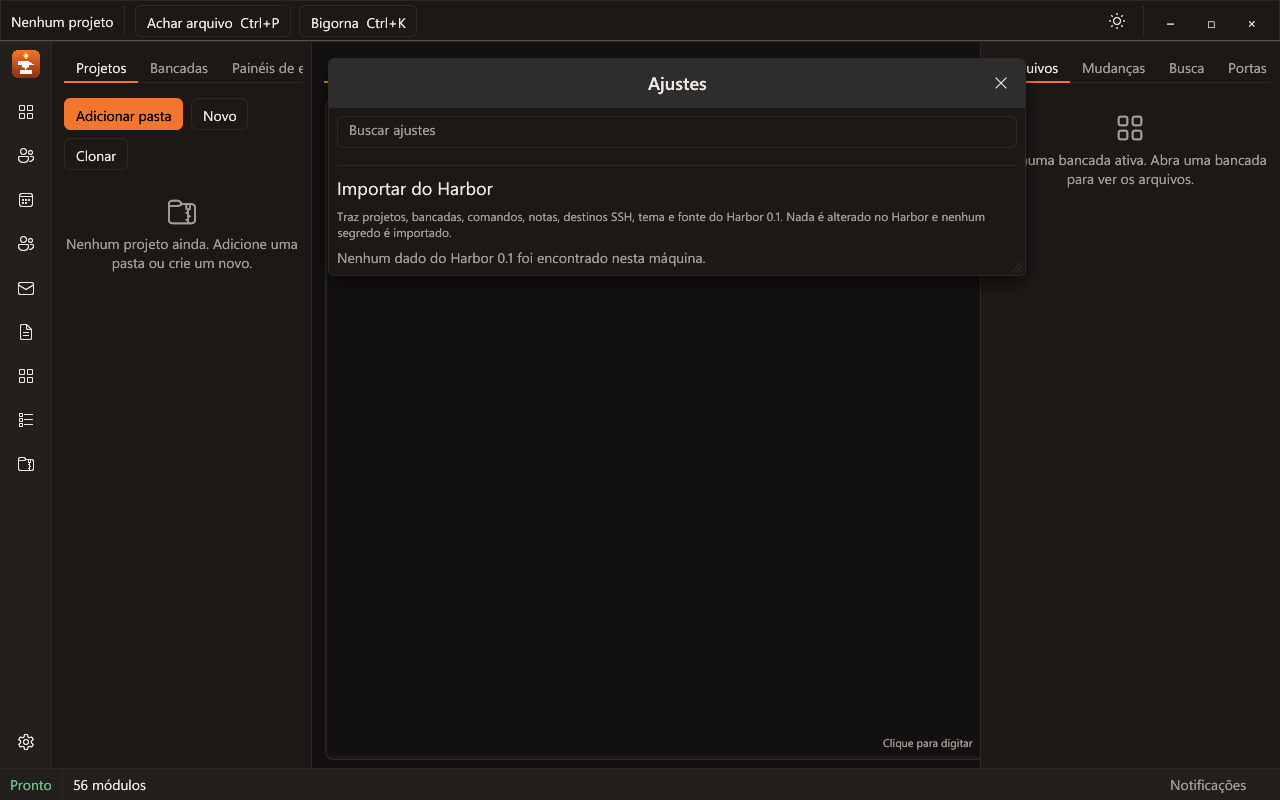 Nenhum projeto
Achar arquivo Ctrl+P
Bigorna Ctrl+K
Projetos
Bancadas
Painéis de e
Adicionar pasta
Novo
Clonar
Nenhum projeto ainda. Adicione uma
pasta ou crie um novo.
Ajustes
Buscar ajustes
Importar do Harbor
Traz projetos, bancadas, comandos, notas, destinos SSH, tema e fonte do Harbor 0.1. Nada é alterado no Harbor e nenhum
segredo é importado.
Nenhum dado do Harbor 0.1 foi encontrado nesta máquina.
uivos
Mudanças
Busca
Portas
uma bancada ativa. Abra uma bancada
para ver os arquivos.
Clique para digitar
Pronto
56 módulos
Notificações